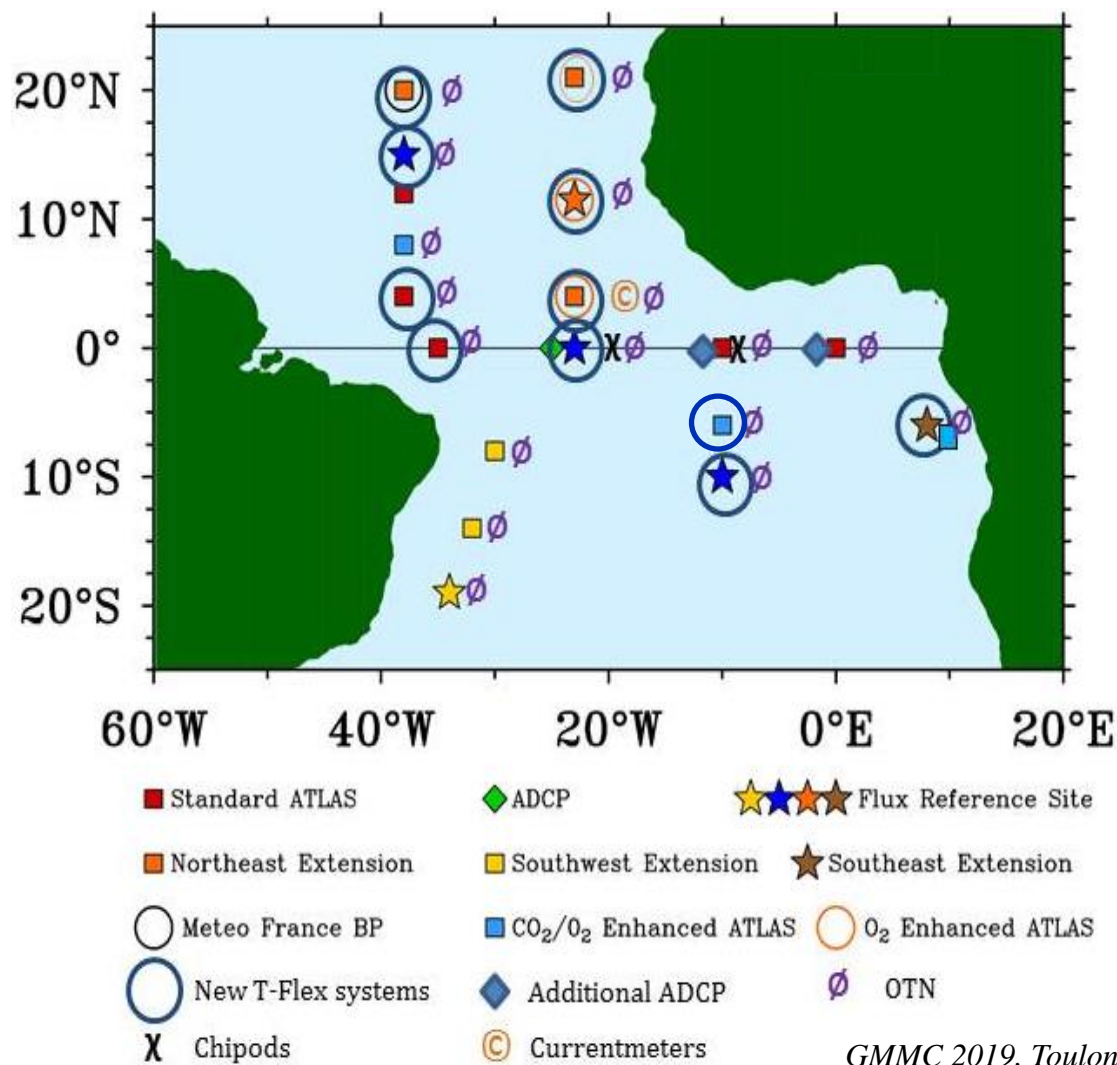 20°N
10°N
0°
10°S
20°S
60°W 40°W 20°W 0°E 20°E
Standard ATLAS ADCP Flux Reference Site
Northeast Extension Southwest Extension Southeast Extension
Meteo France BP CO₂/O₂ Enhanced ATLAS O₂ Enhanced ATLAS
New T-Flex systems Additional ADCP Ø OTN
χ Chipods © Currentmeters
GMMC 2019, Toulon